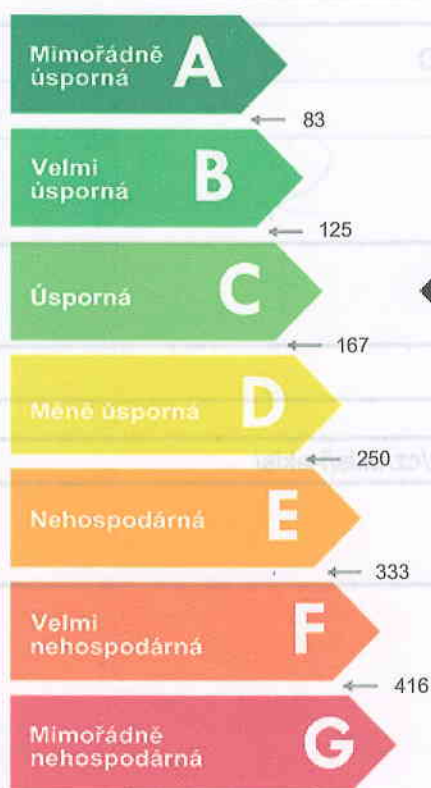 Mimořádně
úsporná
A
83
Velmi
úsporná
B
125
Úsporná
C
167
Méně úsporná
D
250
Nehospodárná
E
333
Velmi
nehospodárná
F
416
Mimořádně
nehospodárná
G